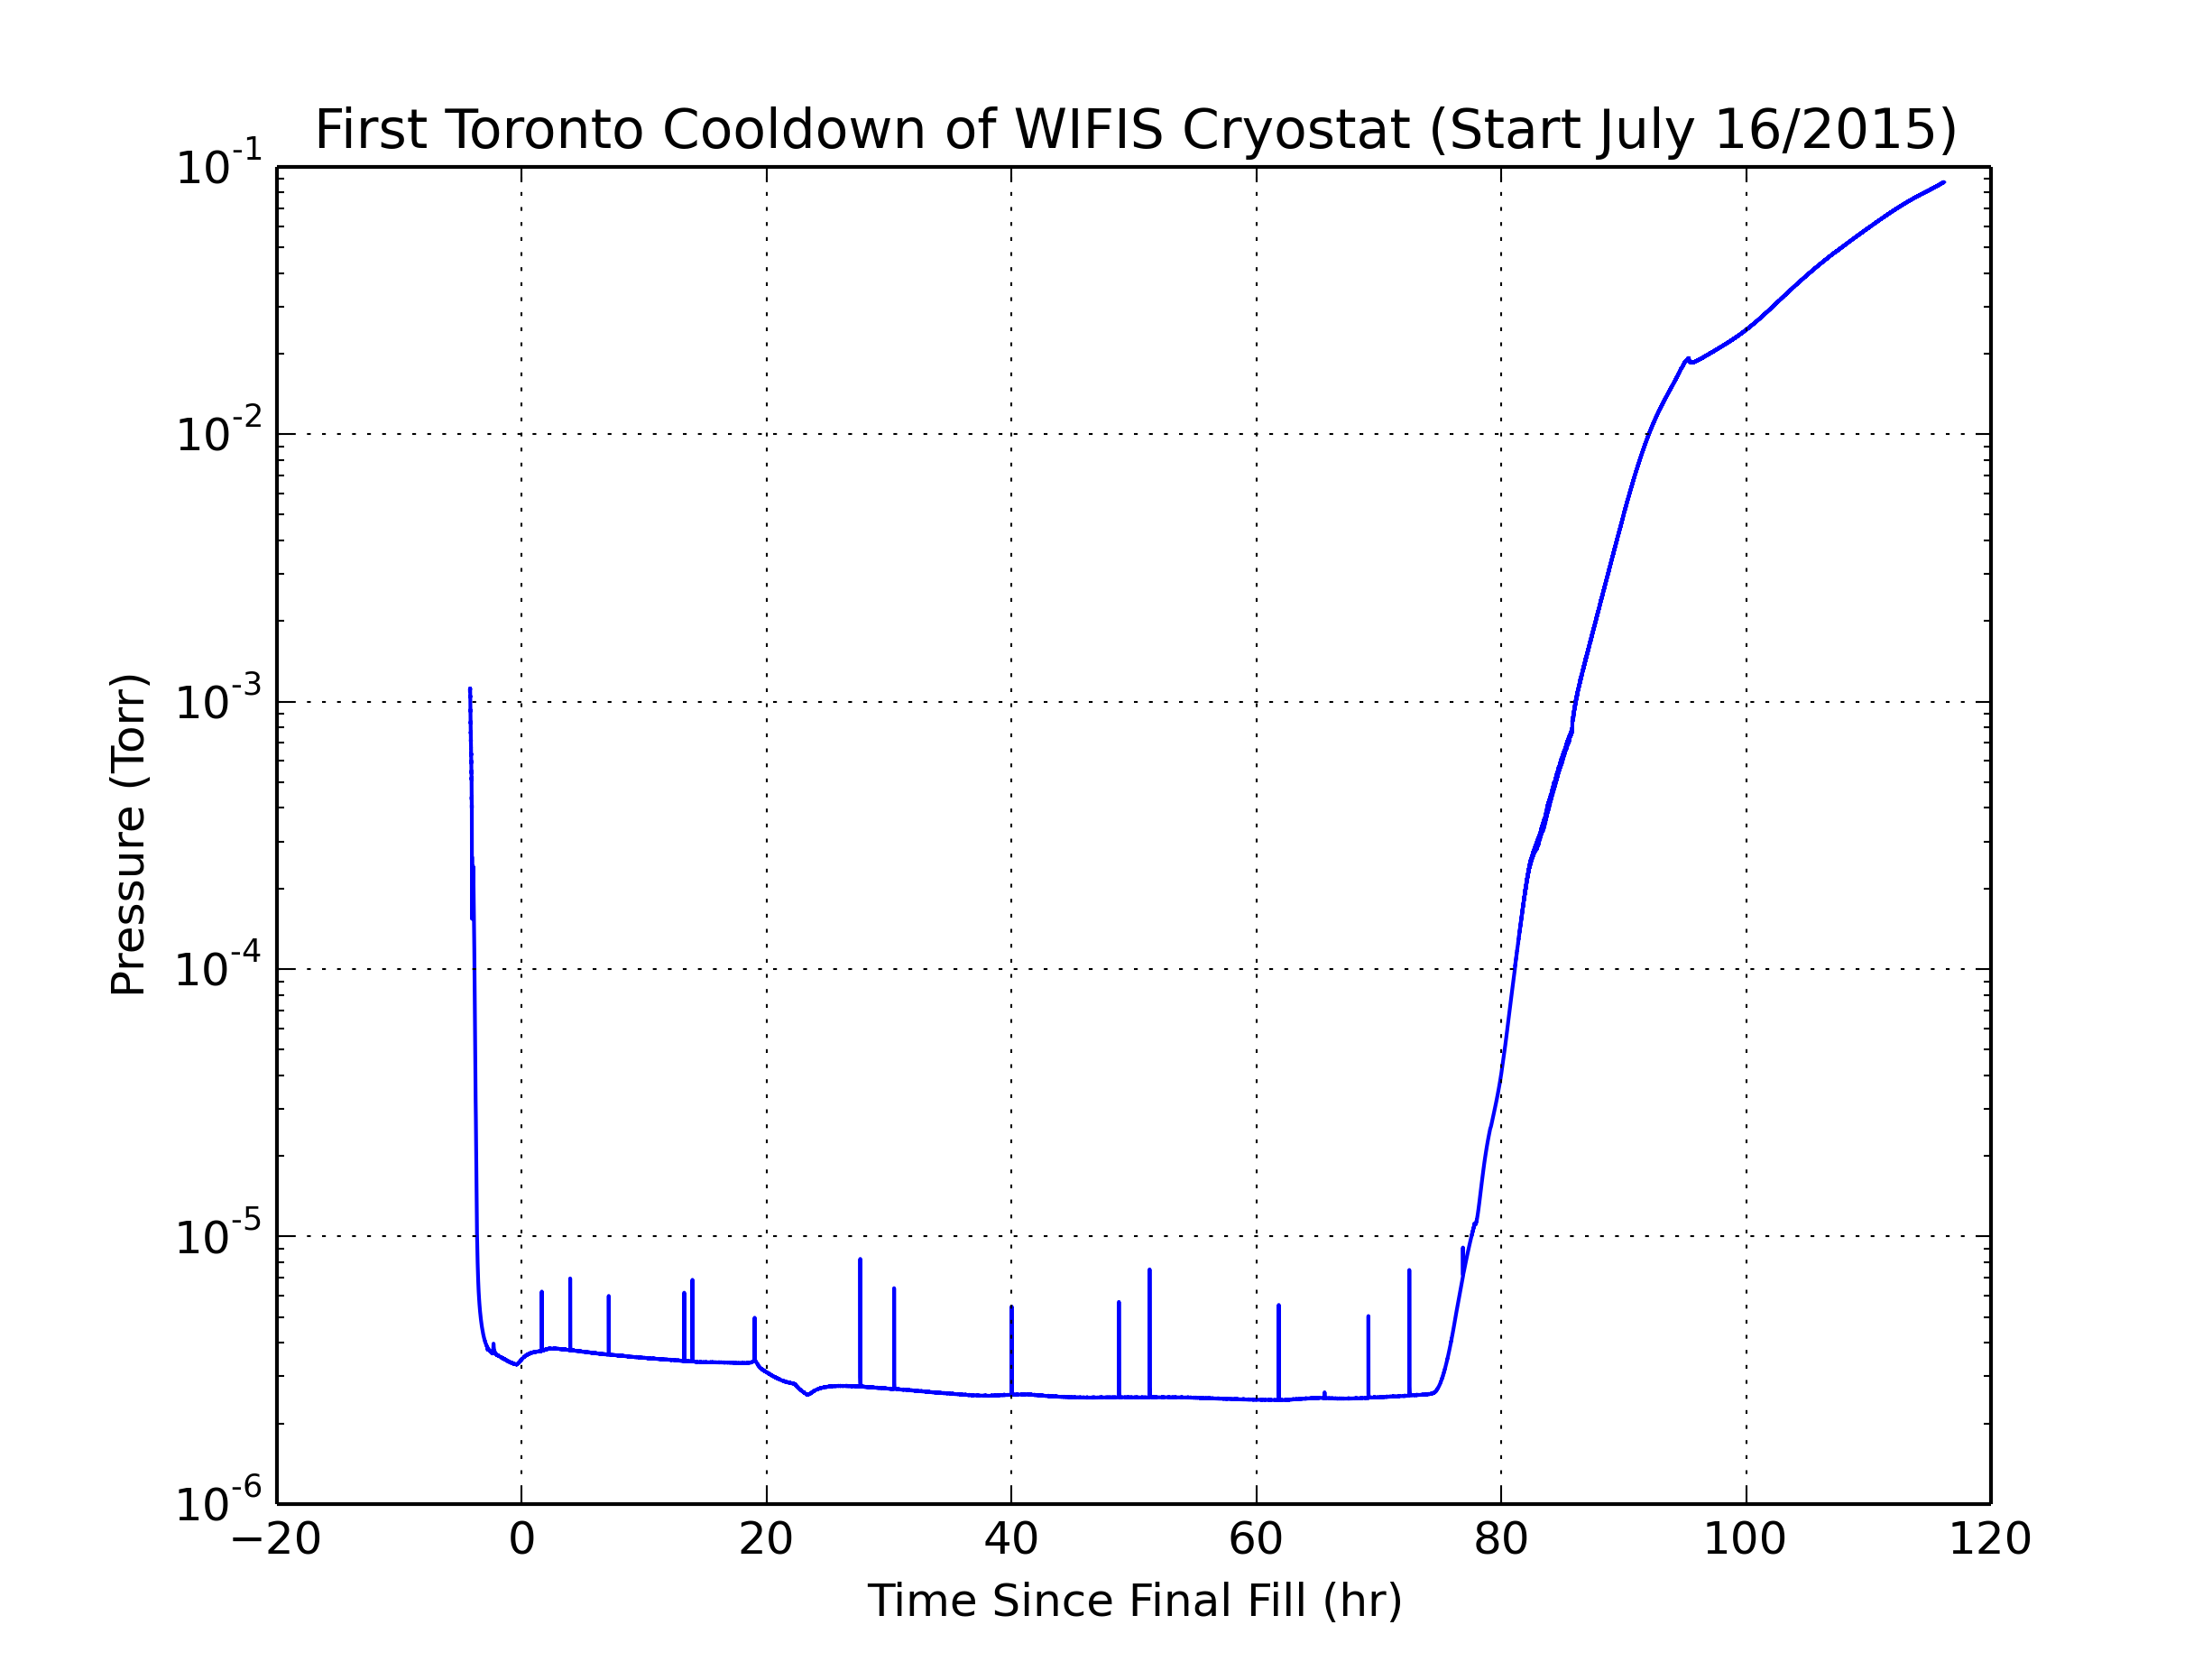 First Toronto Cooldown of WIFIS Cryostat (Start July 16/2015)
10^-1
10^-2
10^-3
10^-4
10^-5
10^-6
Pressure (Torr)
−20 0 20 40 60 80 100 120
Time Since Final Fill (hr)